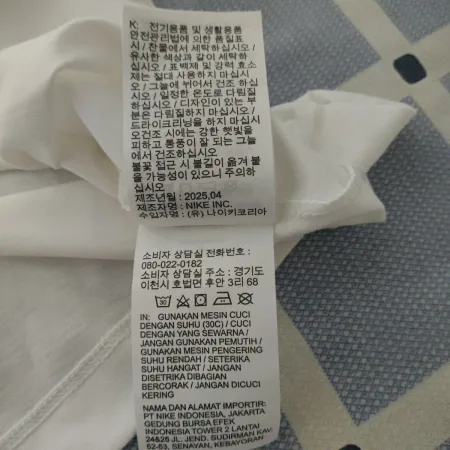 K: 전기용품 및 생활용품
안전관리법에 의한 품질표
시 / 찬물에서 세탁하십시오 /
유사한 색상과 같이 세탁하
십시오 / 표백제 및 강력 효소
제는 절대 사용하지 마십시
오 / 그늘에 뉘어서 건조 하십
시오 / 일정한 온도로 다림질
하십시오 / 디자인이 있는 부
분은 다림질하지 마십시오 /
드라이크리닝을 하지 마십시
오건조 시에는 강한 햇빛을
피하고 통풍이 잘 되는 그늘
에서 건조하십시오
불꽃 접근 시 불길이 옮겨 붙
을 가능성이 있으니 주의하
십시오
제조년월 : 2025.04
제조자명 : NIKE INC.
수입자명 : (유) 나이키코리아
소비자 상담실 전화번호 :
080-022-0182
소비자 상담실 주소 : 경기도
이천시 호법면 후안 3리 68
30
IN: GUNAKAN MESIN CUCI
DENGAN SUHU (30C) / CUCI
DENGAN YANG SEWARNA /
JANGAN GUNAKAN PEMUTIH /
GUNAKAN MESIN PENGERING
SUHU RENDAH / SETERIKA
SUHU HANGAT / JANGAN
DISETRIKA DIBAGIAN
BERCORAK / JANGAN DICUCI
KERING
NAMA DAN ALAMAT IMPORTIR:
PT NIKE INDONESIA, JAKARTA
GEDUNG BURSA EFEK
INDONESIA TOWER 2 LANTAI
24&26 JL. JEND. SUDIRMAN KAV.
52-53, SENAYAN, KEBAYORAN